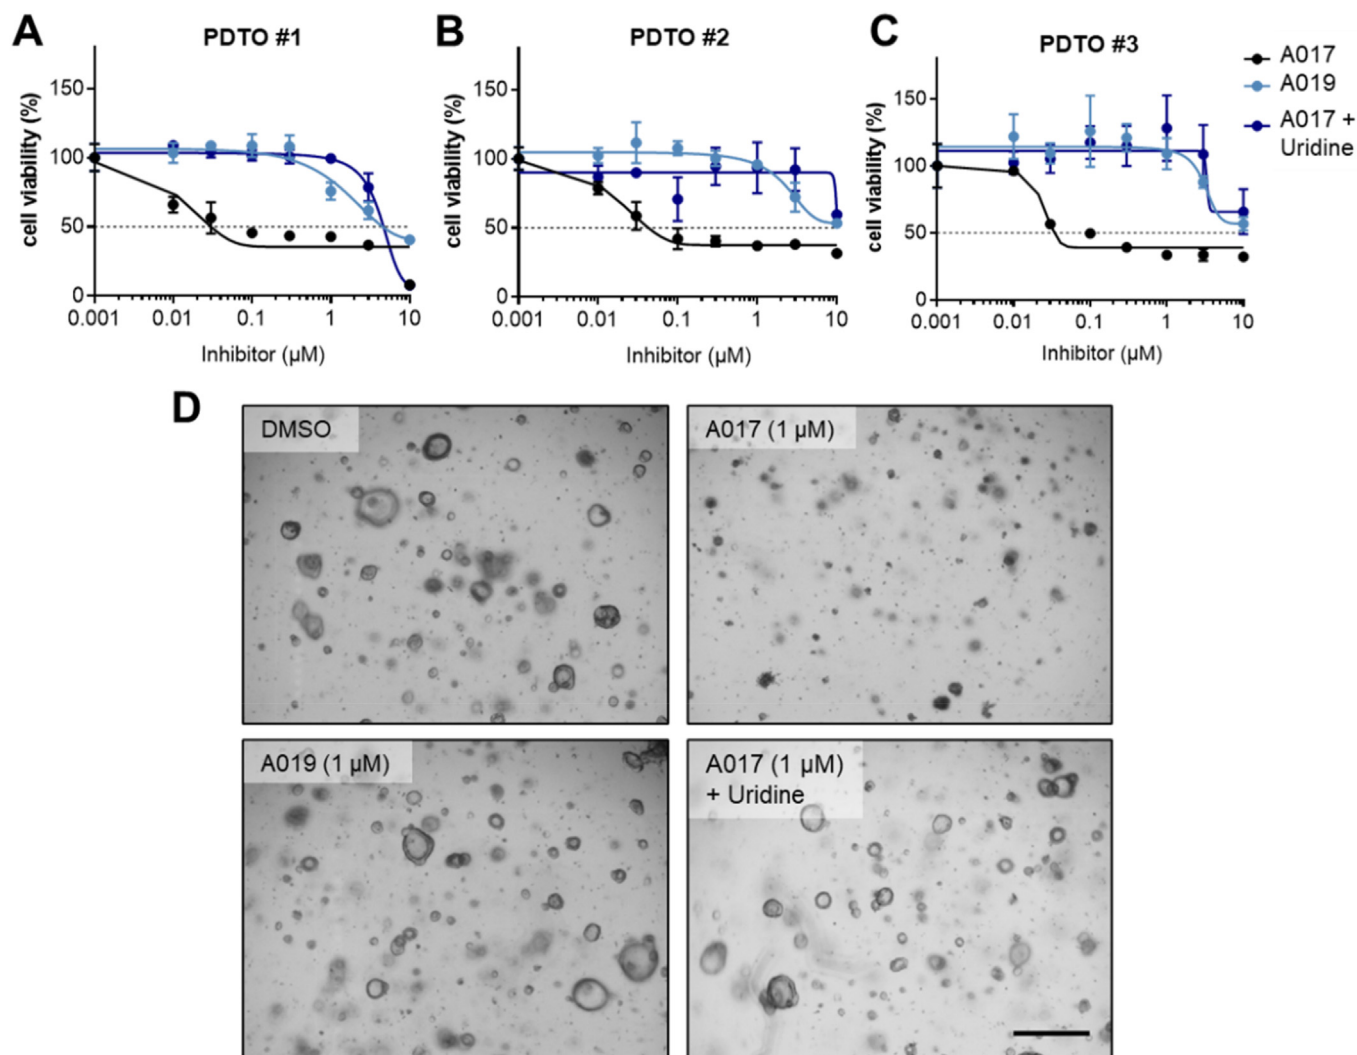 A
PDTO #1
cell viability (%)
150
100
50
0
0.001 0.01 0.1 1 10
Inhibitor (µM)
B
PDTO #2
cell viability (%)
150
100
50
0
0.001 0.01 0.1 1 10
Inhibitor (µM)
C
PDTO #3
cell viability (%)
150
100
50
0
0.001 0.01 0.1 1 10
Inhibitor (µM)
A017
A019
A017 +
Uridine
D
DMSO
A017 (1 µM)
A019 (1 µM)
A017 (1 µM)
+ Uridine